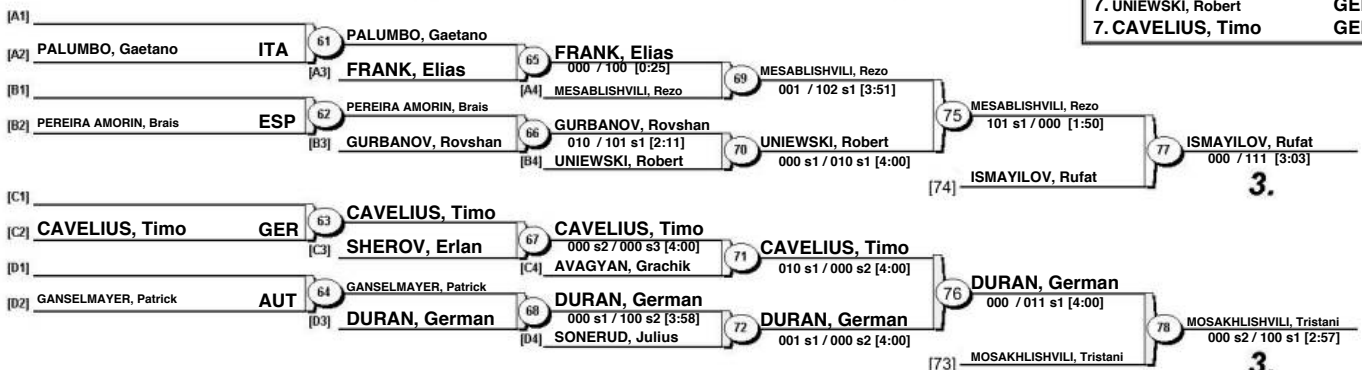 7. UNIEWSKI, Robert GE
7. CAVELIUS, Timo GE
[A1]
[A2] PALUMBO, Gaetano ITA
61 PALUMBO, Gaetano
[A3] FRANK, Elias
65 FRANK, Elias
000 / 100 [0:25]
[A4] MESABLISHVILI, Rezo
69 MESABLISHVILI, Rezo
001 / 102 s1 [3:51]
[B1]
[B2] PEREIRA AMORIN, Brais ESP
62 PEREIRA AMORIN, Brais
[B3] GURBANOV, Rovshan
66 GURBANOV, Rovshan
010 / 101 s1 [2:11]
[B4] UNIEWSKI, Robert
70 UNIEWSKI, Robert
000 s1 / 010 s1 [4:00]
75 MESABLISHVILI, Rezo
101 s1 / 000 [1:50]
[74] ISMAYILOV, Rufat
77 ISMAYILOV, Rufat
000 / 111 [3:03]
3.
[C1]
[C2] CAVELIUS, Timo GER
63 CAVELIUS, Timo
[C3] SHEROV, Erlan
67 CAVELIUS, Timo
000 s2 / 000 s3 [4:00]
[C4] AVAGYAN, Grachik
71 CAVELIUS, Timo
010 s1 / 000 s2 [4:00]
[D1]
[D2] GANSELMAYER, Patrick AUT
64 GANSELMAYER, Patrick
[D3] DURAN, German
68 DURAN, German
000 s1 / 100 s2 [3:58]
[D4] SONERUD, Julius
72 DURAN, German
001 s1 / 000 s2 [4:00]
76 DURAN, German
000 / 011 s1 [4:00]
[73] MOSAKHLISHVILI, Tristani
78 MOSAKHLISHVILI, Tristani
000 s2 / 100 s1 [2:57]
3.